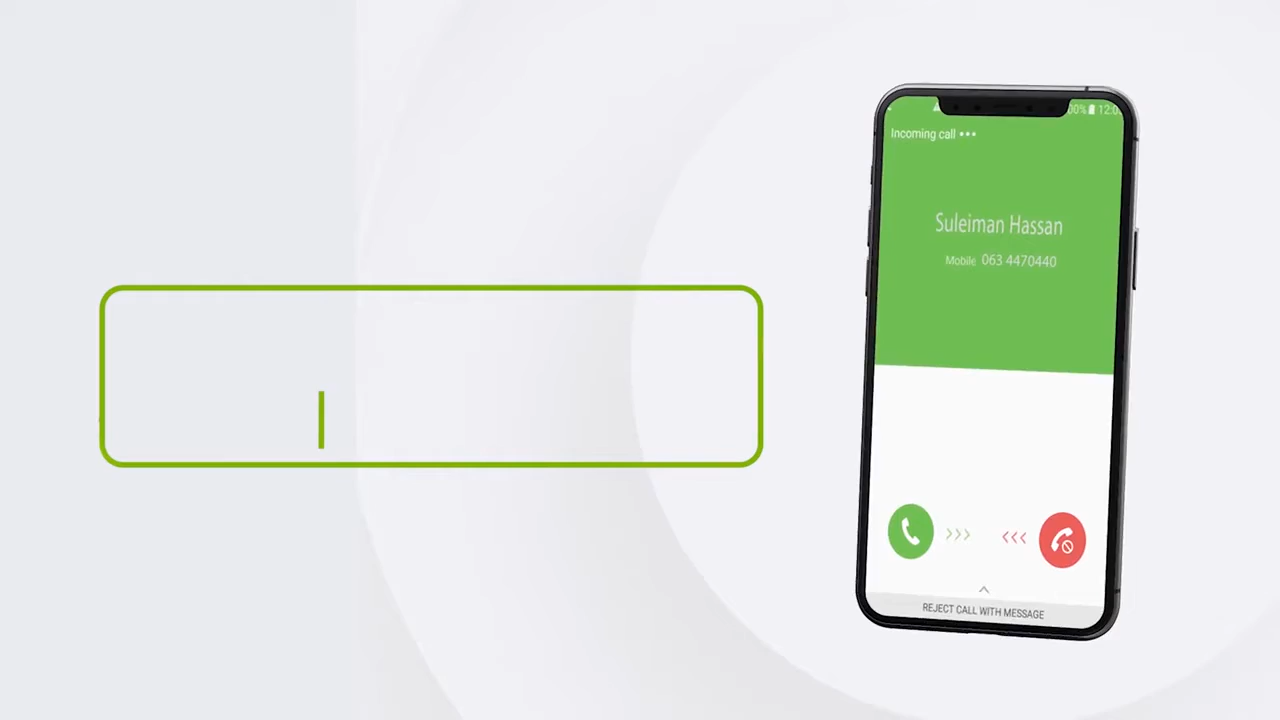 Incoming call •••
Suleiman Hassan
Mobile 063 4470440
REJECT CALL WITH MESSAGE